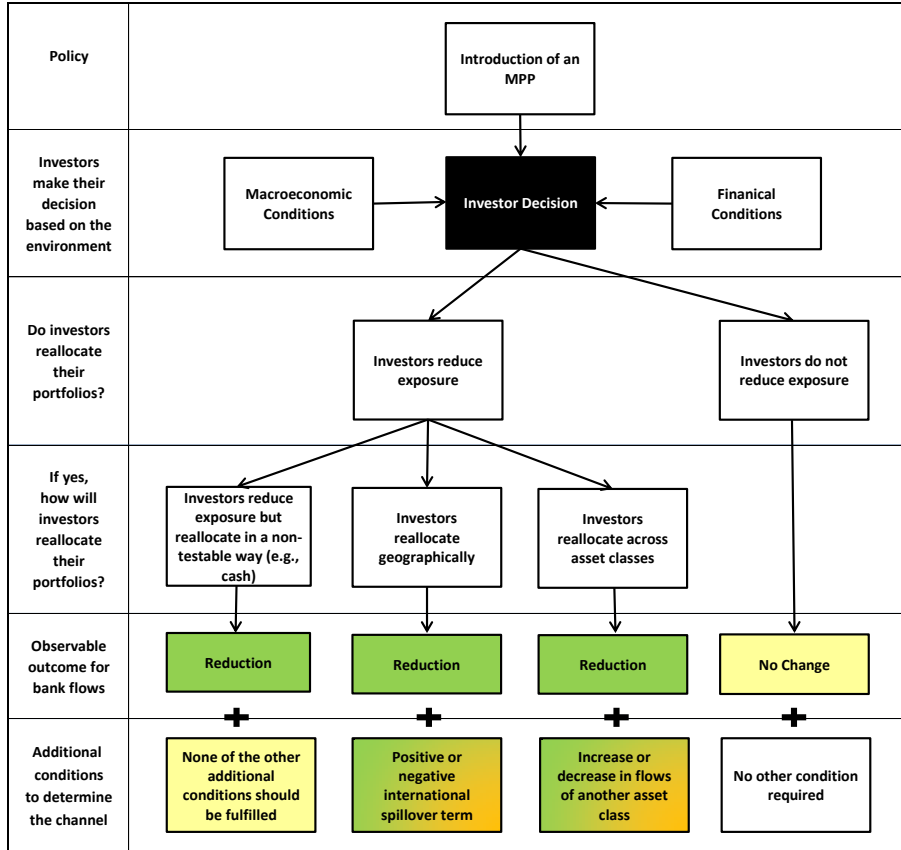 Policy
Introduction of an
MPP
Investors
make their
decision
based on the
environment
Macroeconomic
Conditions
Investor Decision
Finanical
Conditions
Do investors
reallocate
their
portfolios?
Investors reduce
exposure
Investors do not
reduce exposure
If yes,
how will
investors
reallocate
their
portfolios?
Investors reduce
exposure but
reallocate in a non-
testable way (e.g.,
cash)
Investors
reallocate
geographically
Investors
reallocate across
asset classes
Observable
outcome for
bank flows
Reduction
Reduction
Reduction
No Change
Additional
conditions
to determine
the channel
None of the other
additional
conditions should
be fulfilled
Positive or
negative
international
spillover term
Increase or
decrease in flows
of another asset
class
No other condition
required